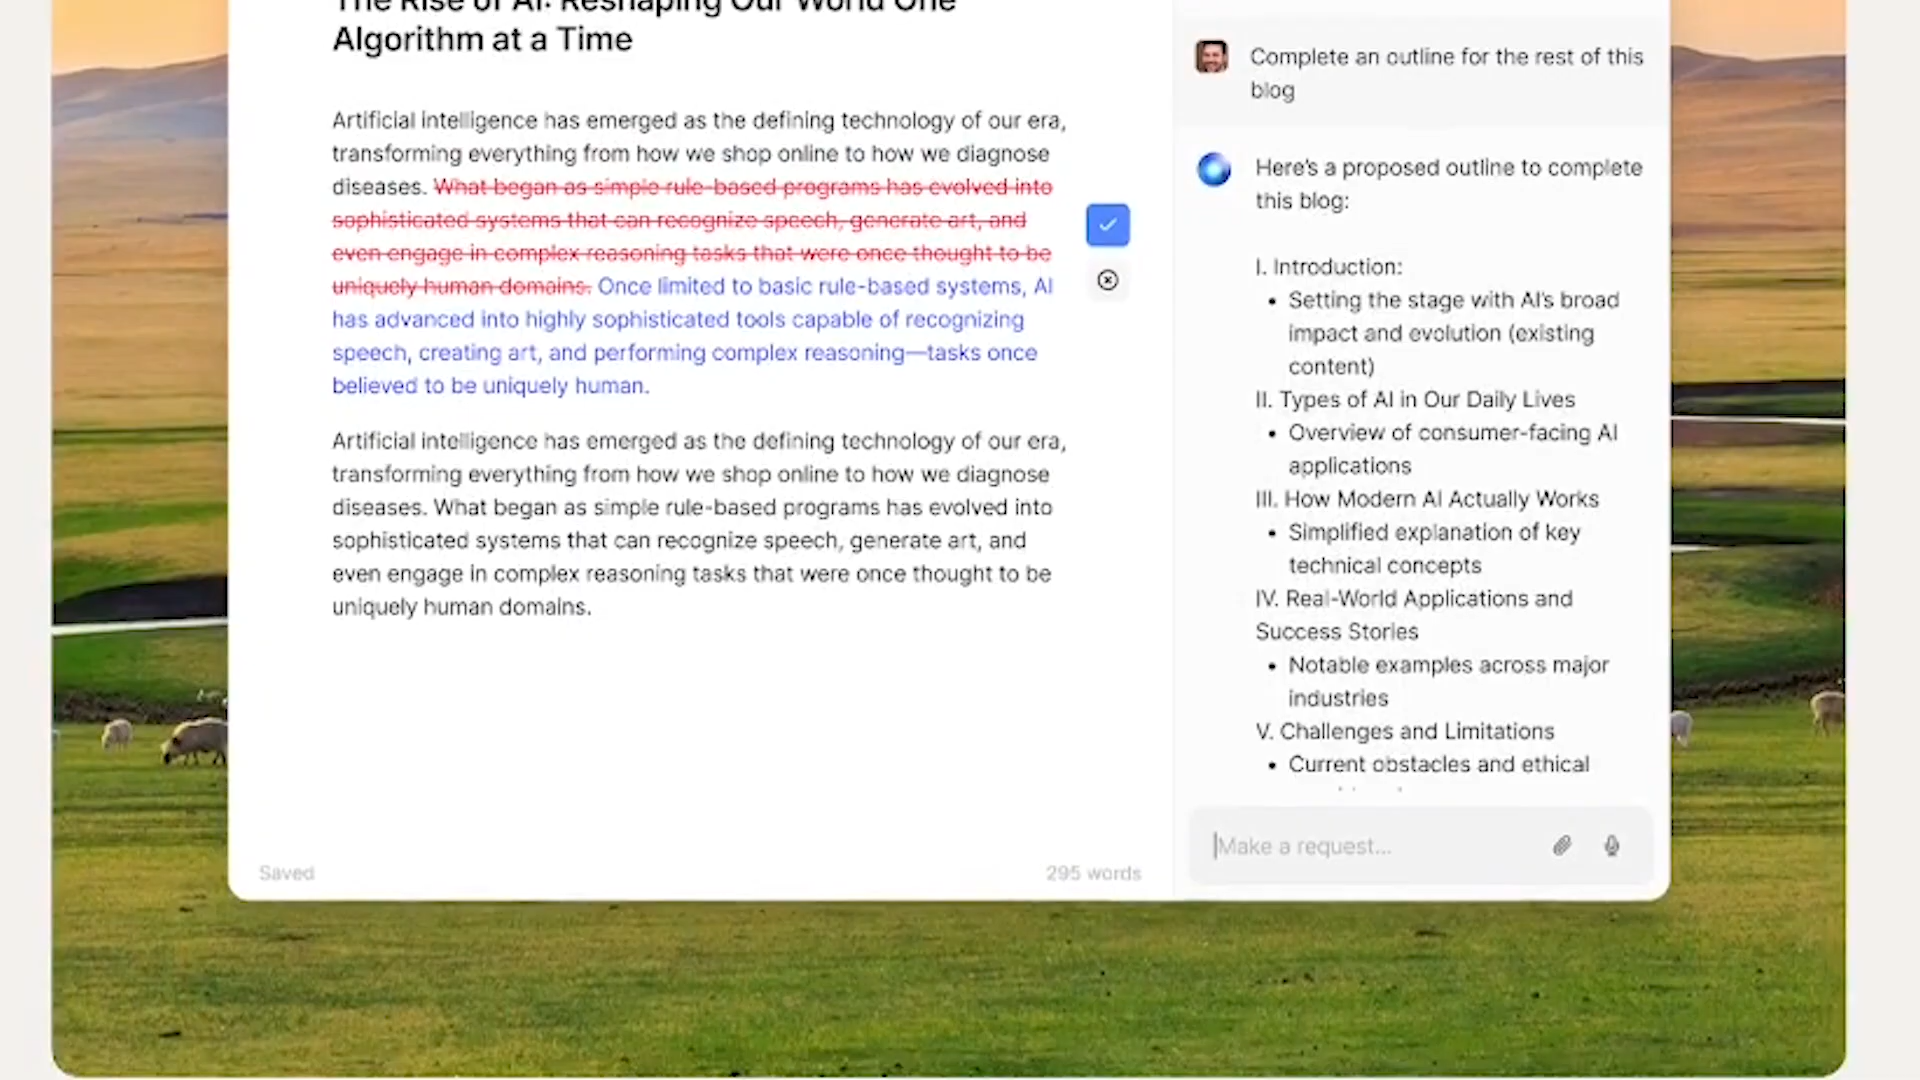 The Rise of AI: Reshaping Our World One
Algorithm at a Time
Artificial intelligence has emerged as the defining technology of our era,
transforming everything from how we shop online to how we diagnose
diseases. What began as simple rule-based programs has evolved into
sophisticated systems that can recognize speech, generate art, and
even engage in complex reasoning tasks that were once thought to be
uniquely human domains. Once limited to basic rule-based systems, AI
has advanced into highly sophisticated tools capable of recognizing
speech, creating art, and performing complex reasoning—tasks once
believed to be uniquely human.
Artificial intelligence has emerged as the defining technology of our era,
transforming everything from how we shop online to how we diagnose
diseases. What began as simple rule-based programs has evolved into
sophisticated systems that can recognize speech, generate art, and
even engage in complex reasoning tasks that were once thought to be
uniquely human domains.
Saved
295 words
Complete an outline for the rest of this
blog
Here's a proposed outline to complete
this blog:
I. Introduction:
• Setting the stage with AI's broad
impact and evolution (existing
content)
II. Types of AI in Our Daily Lives
• Overview of consumer-facing AI
applications
III. How Modern AI Actually Works
• Simplified explanation of key
technical concepts
IV. Real-World Applications and
Success Stories
• Notable examples across major
industries
V. Challenges and Limitations
• Current obstacles and ethical
Make a request...